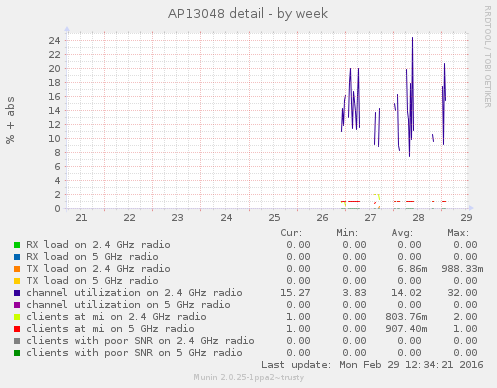 AP13048 detail - by week
RRDTOOL / TOBI OETIKER
% + abs
24
22
20
18
16
14
12
10
8
6
4
2
0
21 22 23 24 25 26 27 28 29
Cur: Min: Avg: Max:
RX load on 2.4 GHz radio 0.00 0.00 0.00 0.00
RX load on 5 GHz radio 0.00 0.00 0.00 0.00
TX load on 2.4 GHz radio 0.00 0.00 6.86m 988.33m
TX load on 5 GHz radio 0.00 0.00 0.00 0.00
channel utilization on 2.4 GHz radio 15.27 3.83 14.02 32.00
channel utilization on 5 GHz radio 0.00 0.00 0.00 0.00
clients at mi on 2.4 GHz radio 1.00 0.00 803.76m 2.00
clients at mi on 5 GHz radio 1.00 0.00 907.40m 1.00
clients with poor SNR on 2.4 GHz radio 0.00 0.00 0.00 0.00
clients with poor SNR on 5 GHz radio 0.00 0.00 0.00 0.00
Last update: Mon Feb 29 12:34:21 2016
Munin 2.0.25-1ppa2~trusty